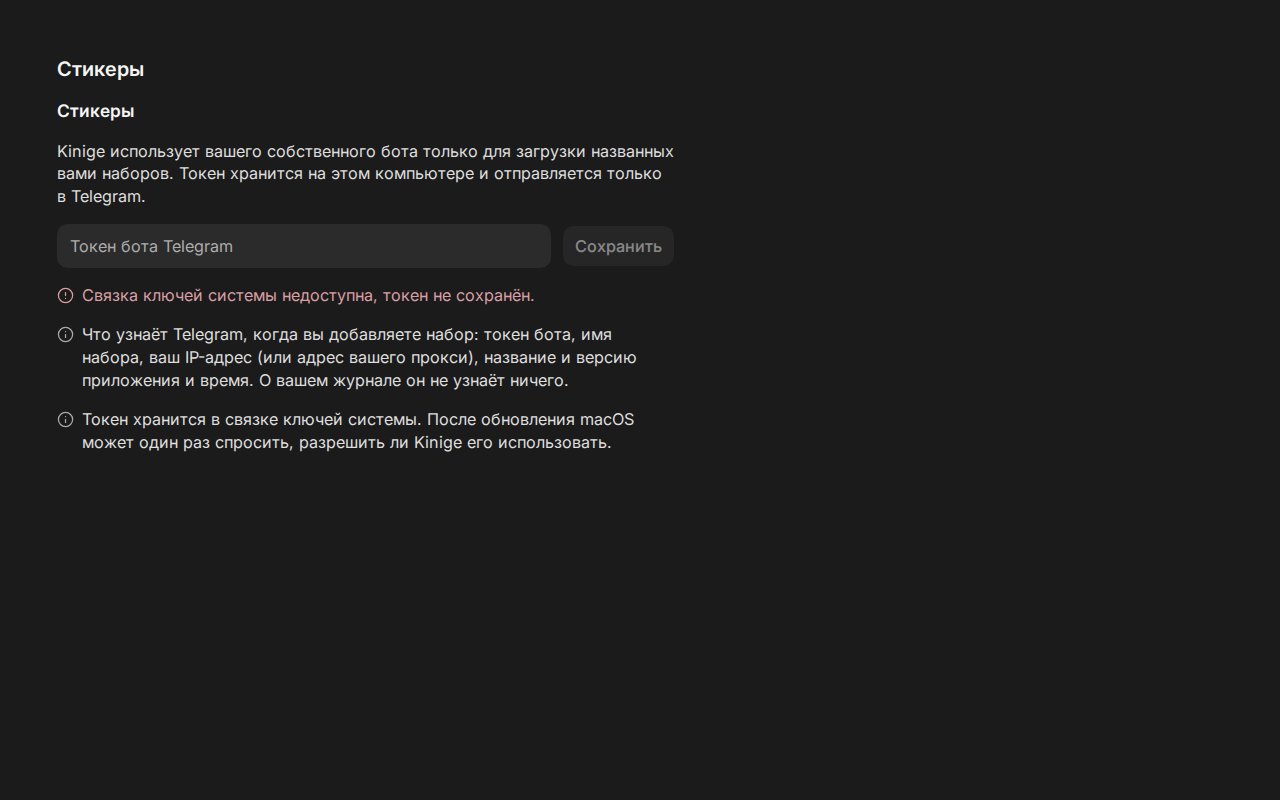 Стикеры
Стикеры
Kinige использует вашего собственного бота только для загрузки названных
вами наборов. Токен хранится на этом компьютере и отправляется только
в Telegram.
Токен бота Telegram
Сохранить
Связка ключей системы недоступна, токен не сохранён.
Что узнаёт Telegram, когда вы добавляете набор: токен бота, имя
набора, ваш IP-адрес (или адрес вашего прокси), название и версию
приложения и время. О вашем журнале он не узнаёт ничего.
Токен хранится в связке ключей системы. После обновления macOS
может один раз спросить, разрешить ли Kinige его использовать.